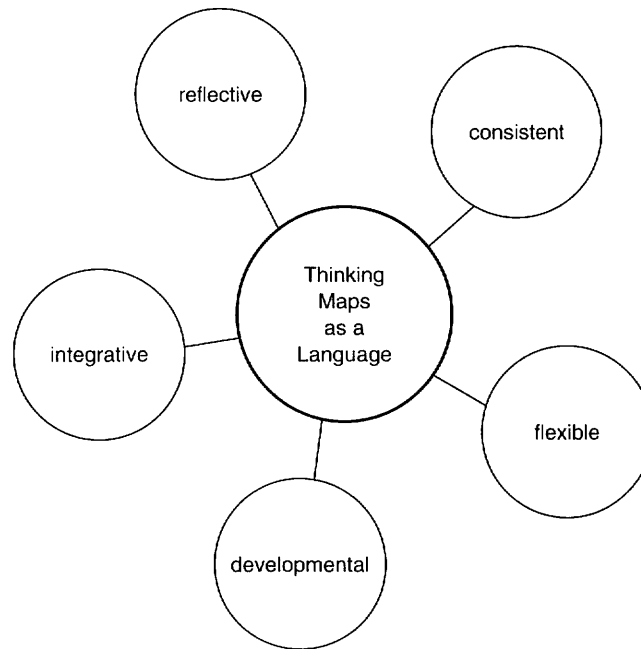 reflective
consistent
Thinking
Maps
as a
Language
integrative
flexible
developmental